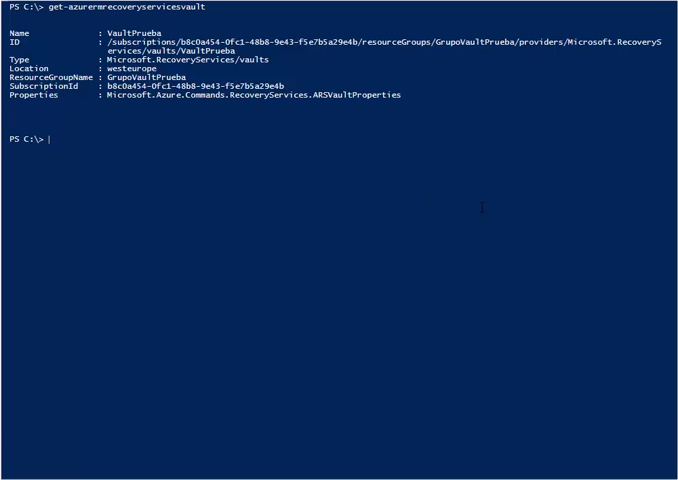 PS C:\> get-azurermrecoveryservicesvault
Name : VaultPrueba
ID : /subscriptions/b8c0a454-0fc1-48b8-9e43-f5e7b5a29e4b/resourceGroups/GrupoVaultPrueba/providers/Microsoft.RecoveryS
ervices/vaults/VaultPrueba
Type : Microsoft.RecoveryServices/vaults
Location : westeurope
ResourceGroupName : GrupoVaultPrueba
SubscriptionId : b8c0a454-0fc1-48b8-9e43-f5e7b5a29e4b
Properties : Microsoft.Azure.Commands.RecoveryServices.ARSVaultProperties
PS C:\>